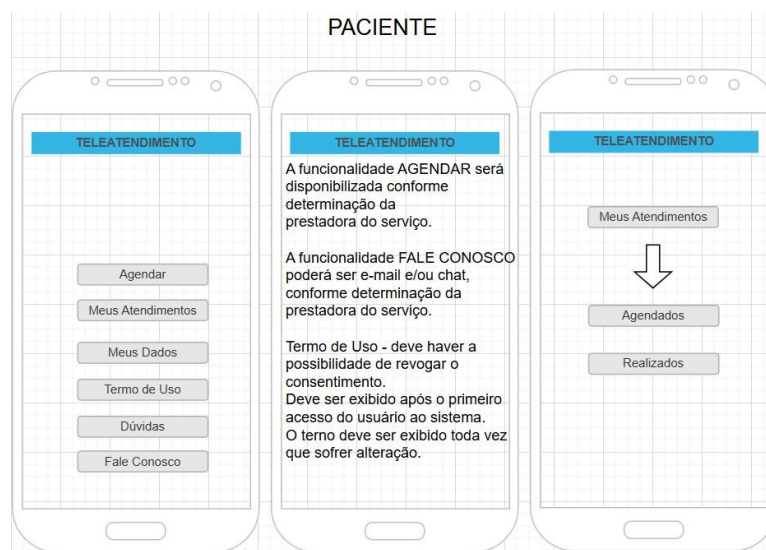 PACIENTE
TELEATENDIMENTO
Agendar
Meus Atendimentos
Meus Dados
Termo de Uso
Dúvidas
Fale Conosco
TELEATENDIMENTO
A funcionalidade AGENDAR será
disponibilizada conforme
determinação da
prestadora do serviço.
A funcionalidade FALE CONOSCO
poderá ser e-mail e/ou chat,
conforme determinação da
prestadora do serviço.
Termo de Uso - deve haver a
possibilidade de revogar o
consentimento.
Deve ser exibido após o primeiro
acesso do usuário ao sistema.
O terno deve ser exibido toda vez
que sofrer alteração.
TELEATENDIMENTO
Meus Atendimentos
Agendados
Realizados